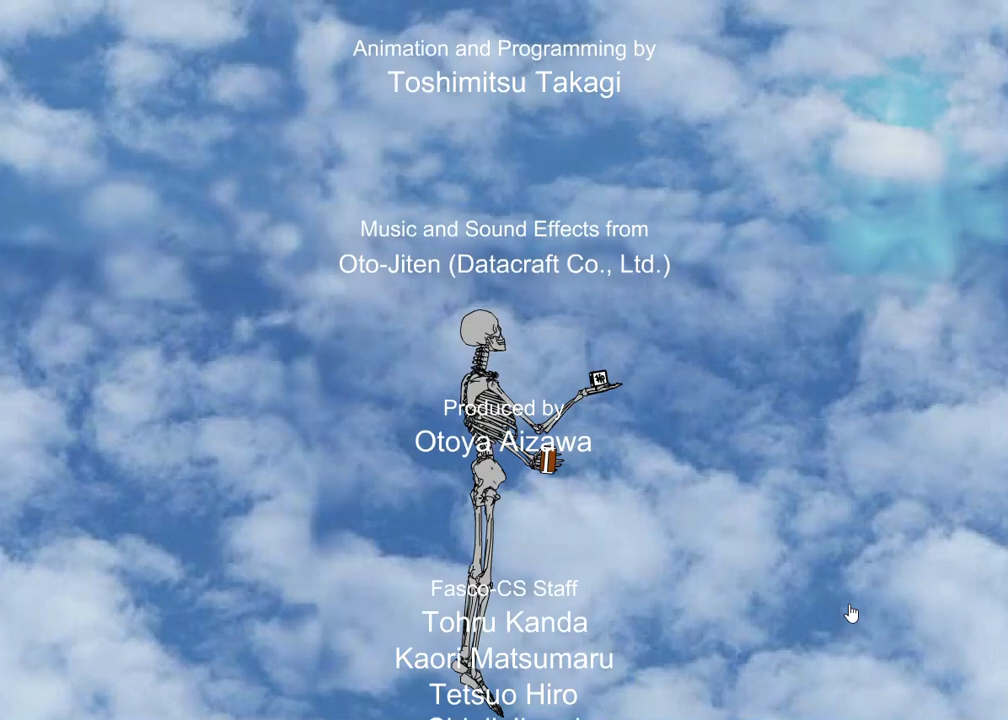 Animation and Programming by
Toshimitsu Takagi
Music and Sound Effects from
Oto-Jiten (Datacraft Co., Ltd.)
Produced by
Otoya Aizawa
Fasco-CS Staff
Tohru Kanda
Kaori Matsumaru
Tetsuo Hiro